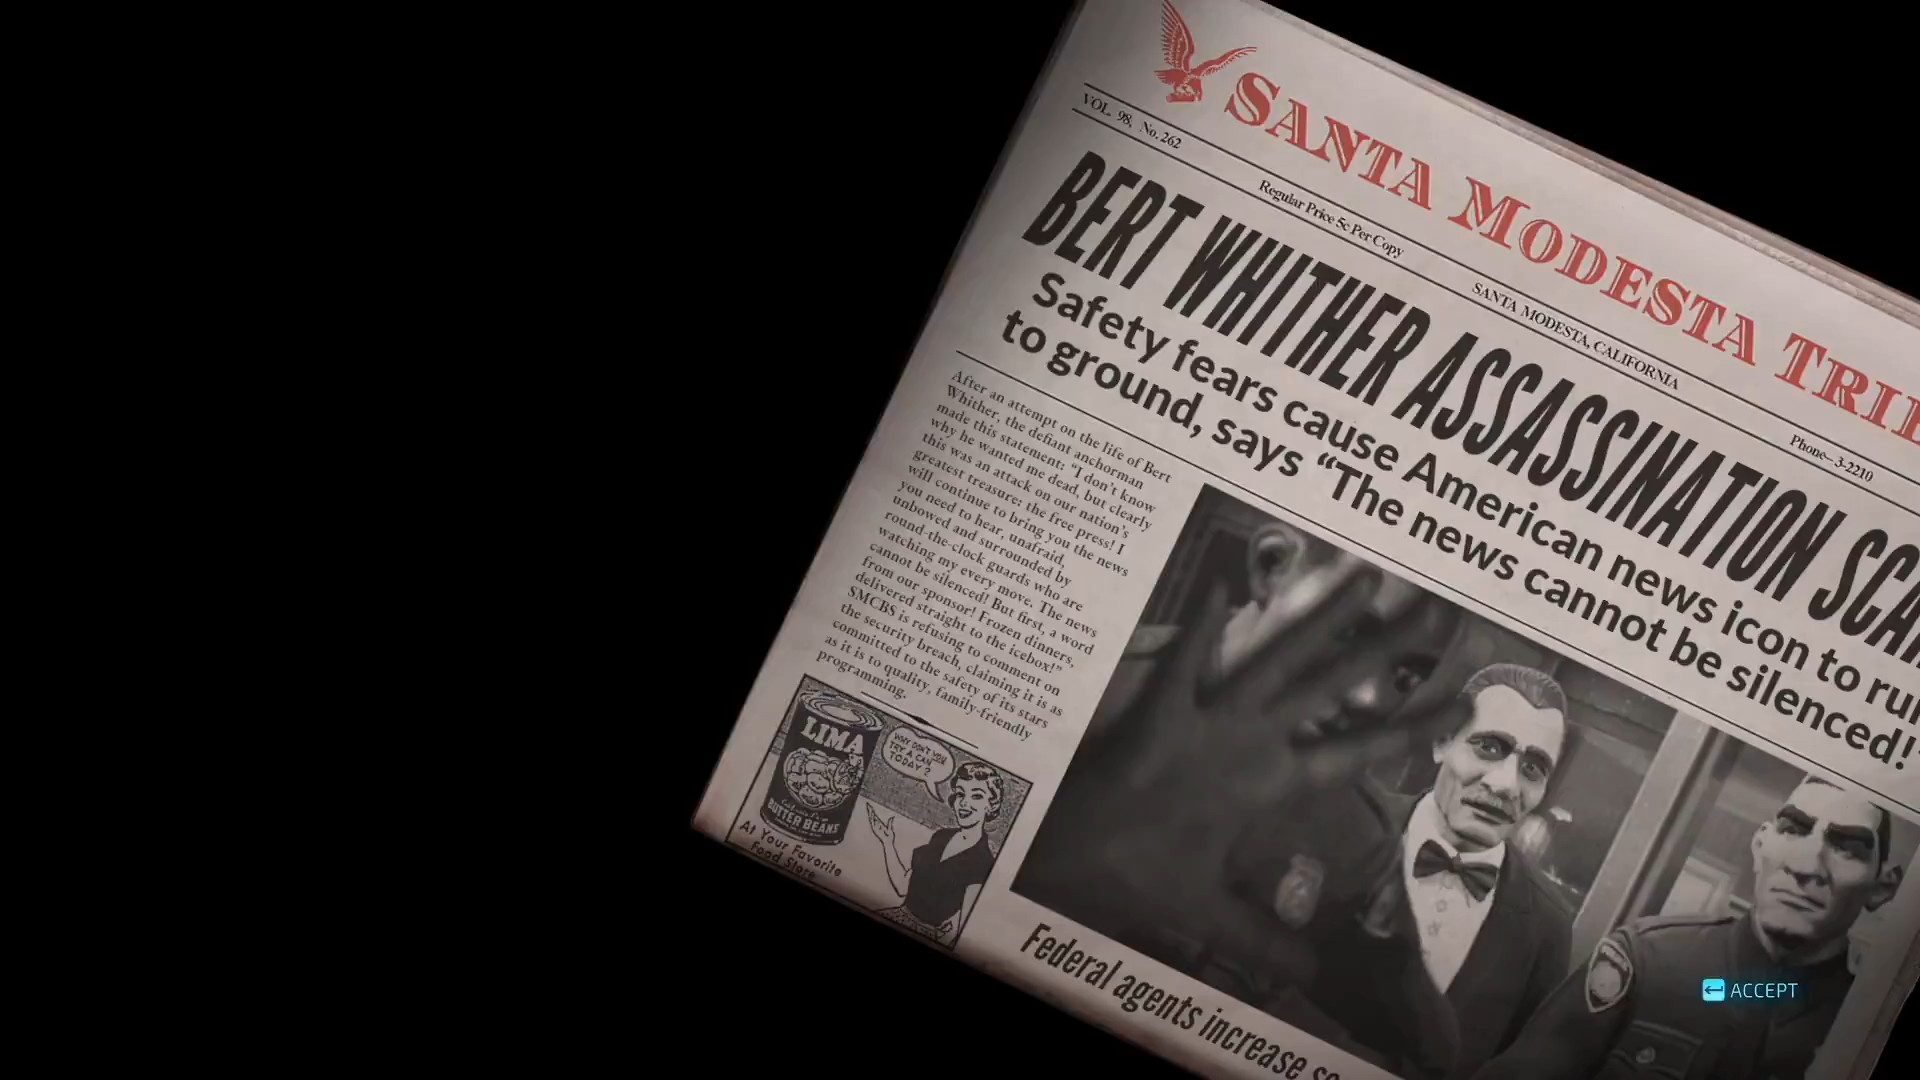 SANTA MODESTA TRI
VOL. 98, No. 262
Regular Price 5c Per Copy
SANTA MODESTA, CALIFORNIA
Phone– 3-2210
BERT WHITHER ASSASSINATION
Safety fears cause American news icon to
to ground, says “The news cannot be silenced!
After an attempt on the life of Bert
Whither, the defiant anchorman
made this statement: “I don't know
why he wanted me dead, but clearly
this was an attack on our nation's
greatest treasure: the free press! I
will continue to bring you the news
you need to hear, unafraid,
unbowed and surrounded by
round-the-clock guards who are
watching my every move. The news
cannot be silenced! But first, a word
from our sponsor! Frozen dinners,
delivered straight to the icebox!”
SMCBS is refusing to comment on
the security breach, claiming it is as
committed to the safety of its stars
as it is to quality, family-friendly
programming.
LIMA
BUTTER BEANS
WHY DON'T YOU
TRY A CAN
TODAY?
At Your Favorite
Food Store
Federal agents increase
ACCEPT